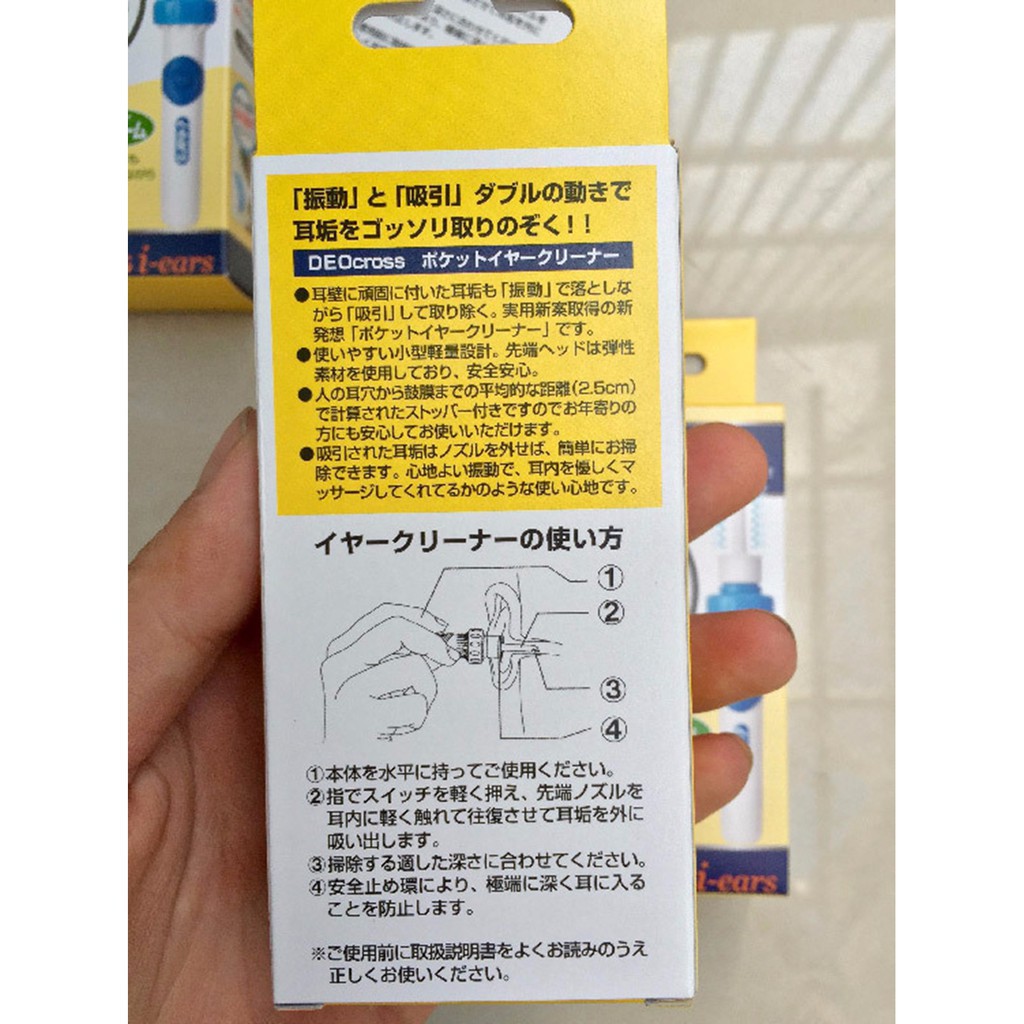 「振動」と「吸引」ダブルの動きで
耳垢をゴッソリ取りのぞく!!
DEOcross ポケットイヤークリーナー
●耳壁に頑固に付いた耳垢も「振動」で落としな
がら「吸引」して取り除く。実用新案取得の新
発想「ポケットイヤークリーナー」です。
●使いやすい小型軽量設計。先端ヘッドは弾性
素材を使用しており、安全安心。
●人の耳穴から鼓膜までの平均的な距離(2.5cm)
で計算されたストッパー付きですのでお年寄りの
方にも安心してお使いいただけます。
●吸引された耳垢はノズルを外せば、簡単にお掃
除できます。心地よい振動で、耳内を優しくマ
ッサージしてくれてるかのような使い心地です。
イヤークリーナーの使い方
①
②
③
④
①本体を水平に持ってご使用ください。
②指でスイッチを軽く押え、先端ノズルを
耳内に軽く触れて往復させて耳垢を外に
吸い出します。
③掃除する適した深さに合わせてください。
④安全止め環により、極端に深く耳に入る
ことを防止します。
※ご使用前に取扱説明書をよくお読みのうえ
正しくお使いください。
i-ears
i-ears